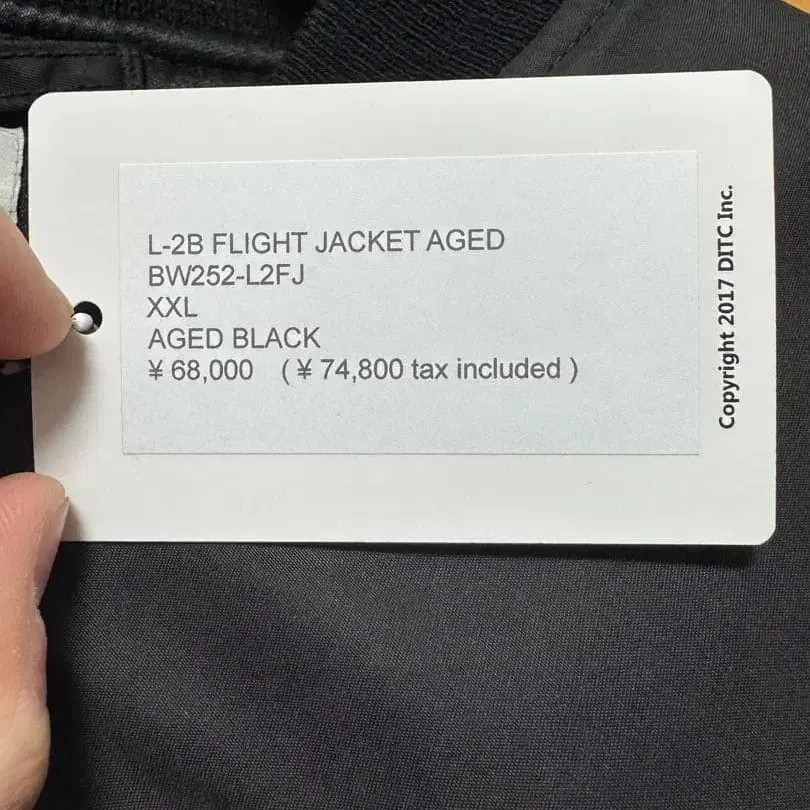 L-2B FLIGHT JACKET AGED
BW252-L2FJ
XXL
AGED BLACK
¥ 68,000 ( ¥ 74,800 tax included )
Copyright 2017 DITC Inc.